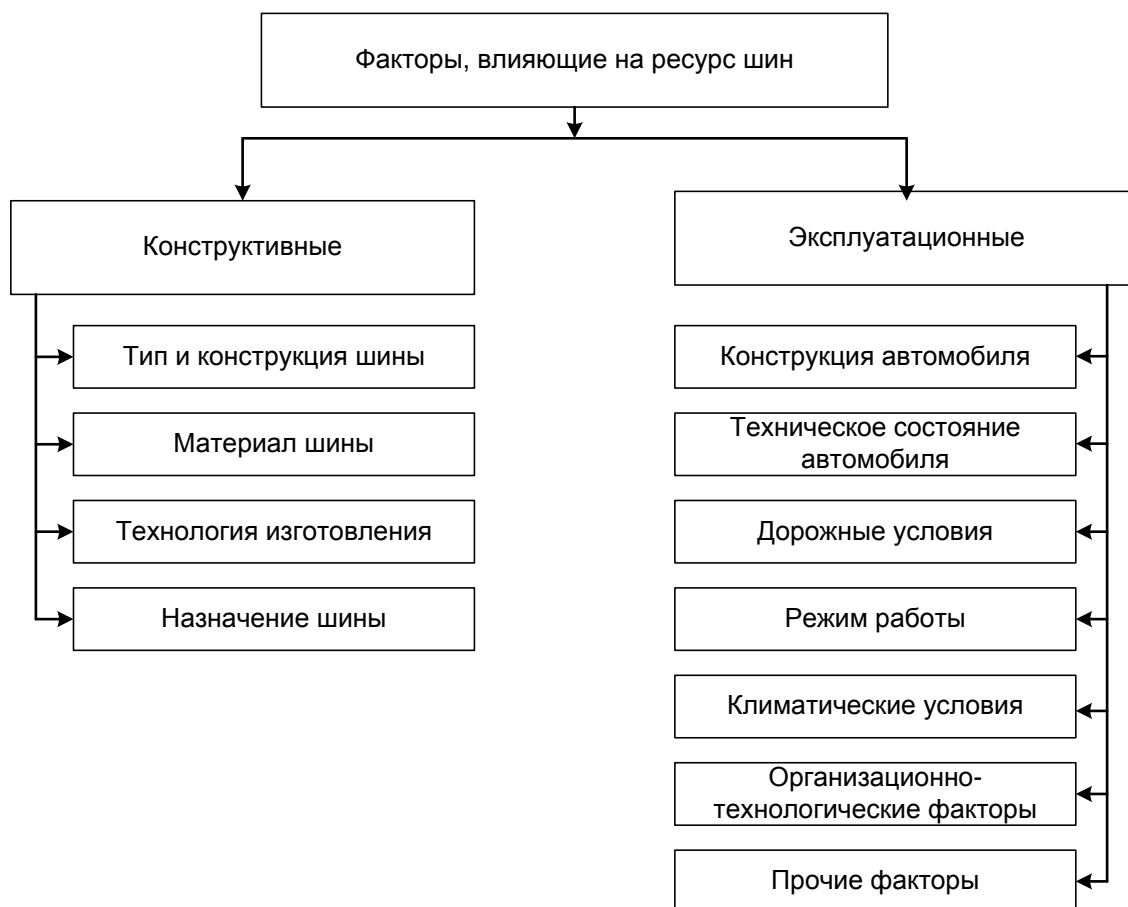 Факторы, влияющие на ресурс шин
Конструктивные
Тип и конструкция шины
Материал шины
Технология изготовления
Назначение шины
Эксплуатационные
Конструкция автомобиля
Техническое состояние
автомобиля
Дорожные условия
Режим работы
Климатические условия
Организационно-
технологические факторы
Прочие факторы